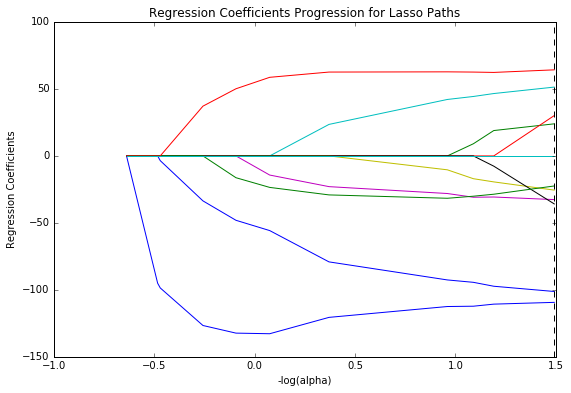 Regression Coefficients Progression for Lasso Paths
100
50
0
−50
−100
−150
Regression Coefficients
−1.0 −0.5 0.0 0.5 1.0 1.5
-log(alpha)